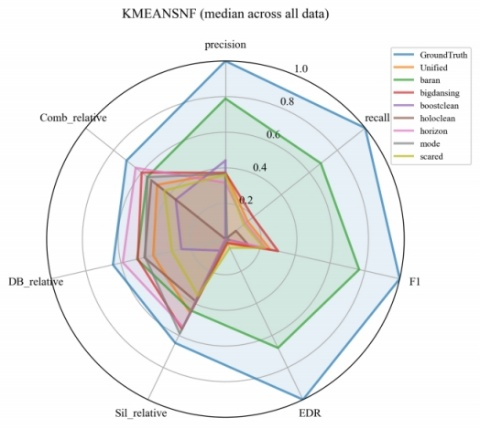 KMEANSNF (median across all data)
precision
1.0
0.8
0.6
0.4
0.2
recall
F1
EDR
Sil_relative
DB_relative
Comb_relative
GroundTruth
Unified
baran
bigdansing
boostclean
holoclean
horizon
mode
scared